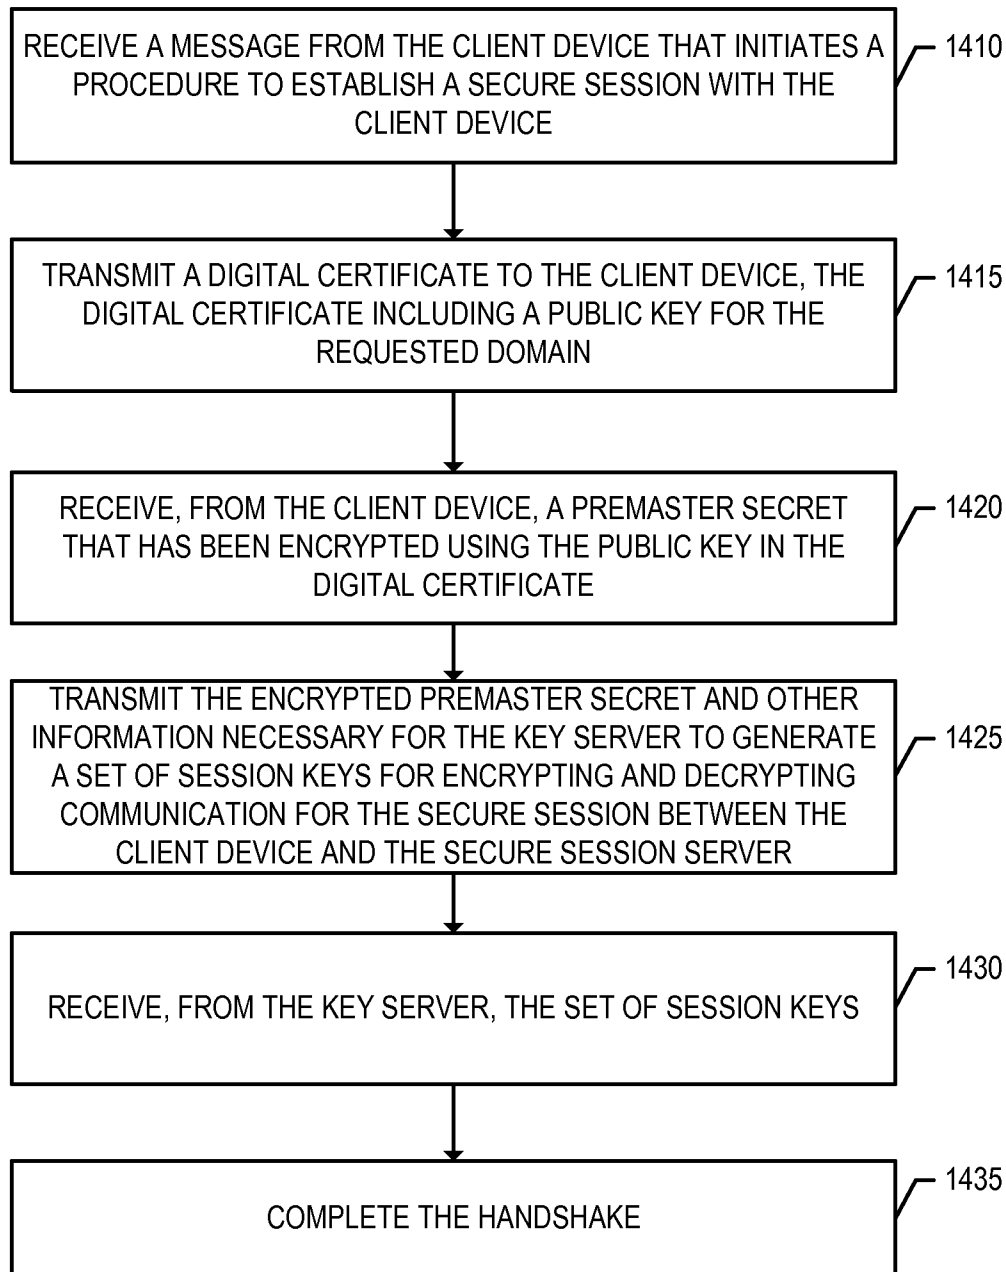 RECEIVE A MESSAGE FROM THE CLIENT DEVICE THAT INITIATES A
PROCEDURE TO ESTABLISH A SECURE SESSION WITH THE
CLIENT DEVICE
1410
TRANSMIT A DIGITAL CERTIFICATE TO THE CLIENT DEVICE, THE
DIGITAL CERTIFICATE INCLUDING A PUBLIC KEY FOR THE
REQUESTED DOMAIN
1415
RECEIVE, FROM THE CLIENT DEVICE, A PREMASTER SECRET
THAT HAS BEEN ENCRYPTED USING THE PUBLIC KEY IN THE
DIGITAL CERTIFICATE
1420
TRANSMIT THE ENCRYPTED PREMASTER SECRET AND OTHER
INFORMATION NECESSARY FOR THE KEY SERVER TO GENERATE
A SET OF SESSION KEYS FOR ENCRYPTING AND DECRYPTING
COMMUNICATION FOR THE SECURE SESSION BETWEEN THE
CLIENT DEVICE AND THE SECURE SESSION SERVER
1425
RECEIVE, FROM THE KEY SERVER, THE SET OF SESSION KEYS
1430
COMPLETE THE HANDSHAKE
1435